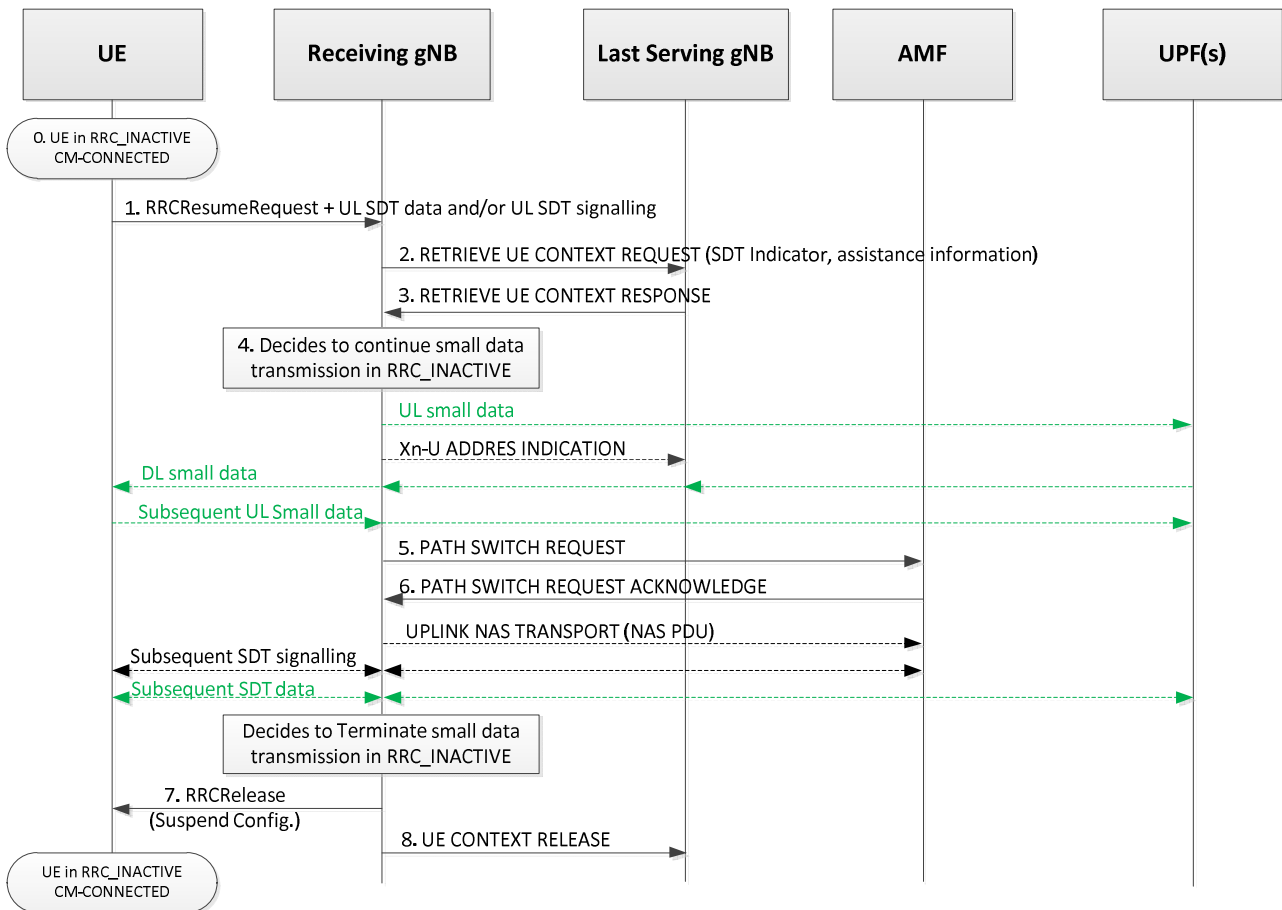 UE
Receiving gNB
Last Serving gNB
AMF
UPF(s)
0. UE in RRC_INACTIVE
CM-CONNECTED
1. RRCResumeRequest + UL SDT data and/or UL SDT signalling
2. RETRIEVE UE CONTEXT REQUEST (SDT Indicator, assistance information)
3. RETRIEVE UE CONTEXT RESPONSE
4. Decides to continue small data
transmission in RRC_INACTIVE
UL small data
Xn-U ADDRES INDICATION
DL small data
Subsequent UL Small data
5. PATH SWITCH REQUEST
6. PATH SWITCH REQUEST ACKNOWLEDGE
UPLINK NAS TRANSPORT (NAS PDU)
Subsequent SDT signalling
Subsequent SDT data
Decides to Terminate small data
transmission in RRC_INACTIVE
7. RRCRelease
(Suspend Config.)
8. UE CONTEXT RELEASE
UE in RRC_INACTIVE
CM-CONNECTED